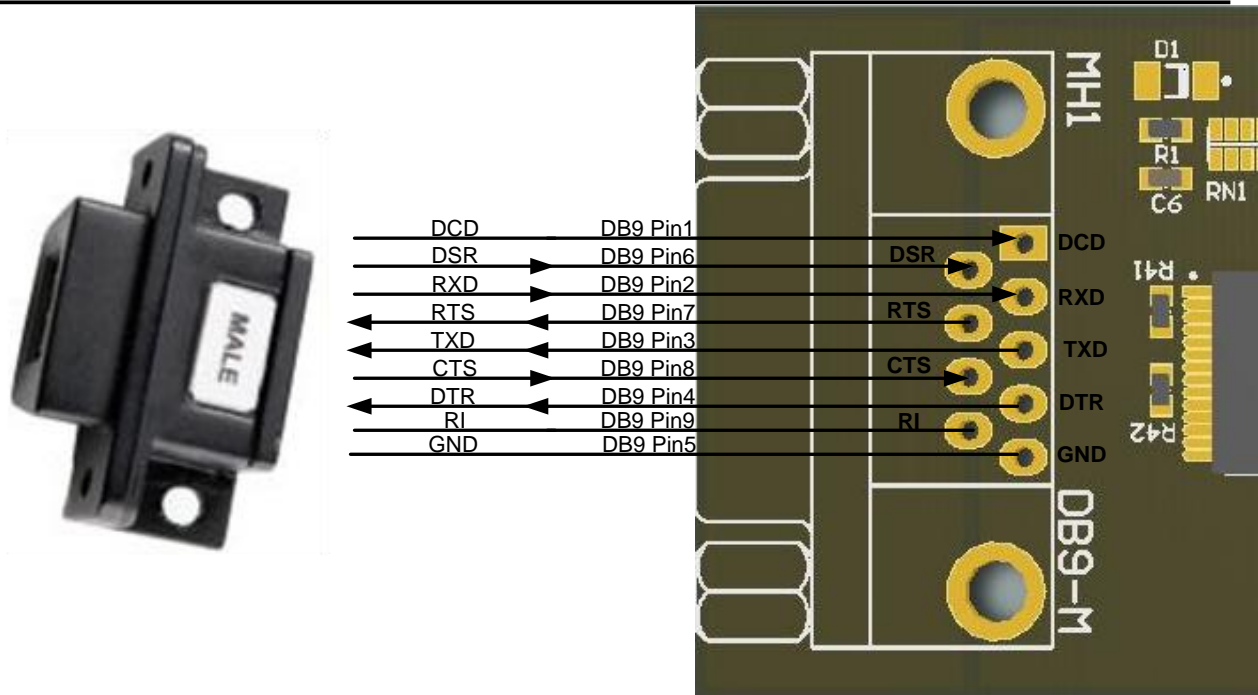 MALE
DCD DB9 Pin1
DSR DB9 Pin6
RXD DB9 Pin2
RTS DB9 Pin7
TXD DB9 Pin3
CTS DB9 Pin8
DTR DB9 Pin4
RI DB9 Pin9
GND DB9 Pin5
DCD
DSR
RXD
RTS
TXD
CTS
DTR
RI
GND
MH1
DB9-M
D1
R1
C6
RN1
R41
R42